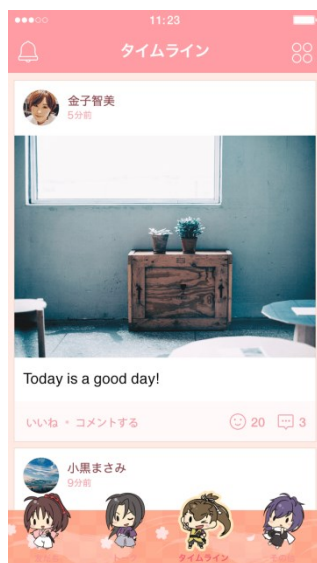 11:23
タイムライン
金子智美
5分前
Today is a good day!
いいね・コメントする 20 3
小黒まさみ
9分前
タイムライン